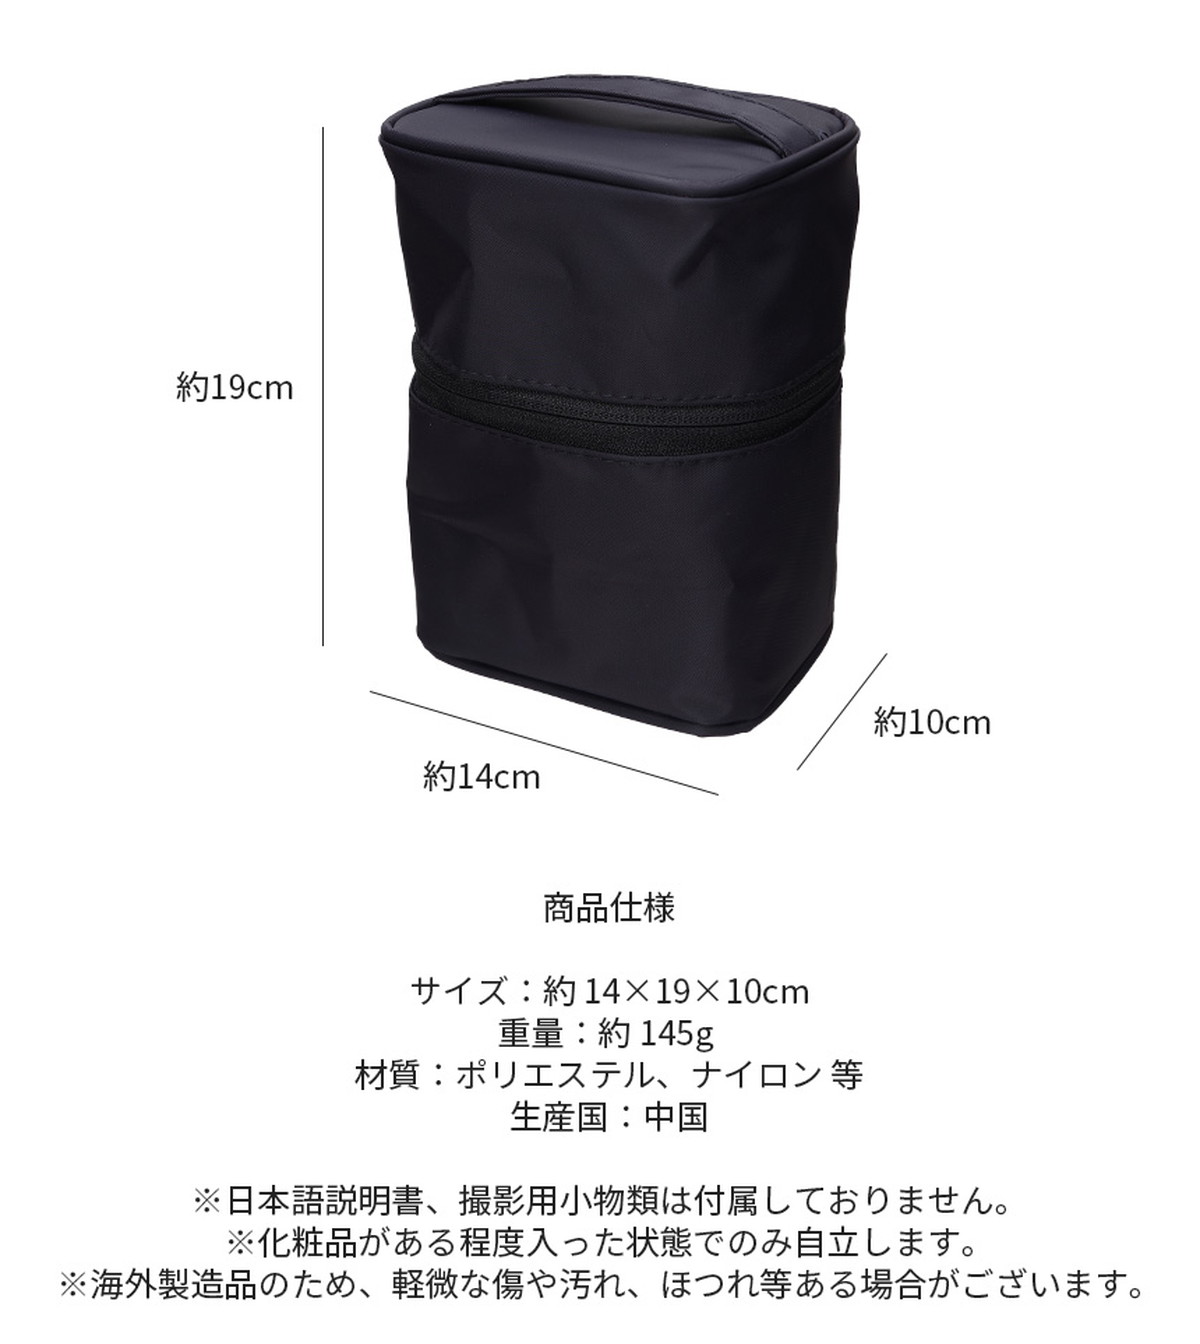 約19cm
約10cm
約14cm
商品仕様
サイズ：約 14×19×10cm
重量：約 145g
材質：ポリエステル、ナイロン 等
生産国：中国
※日本語説明書、撮影用小物類は付属しておりません。
※化粧品がある程度入った状態でのみ自立します。
※海外製造品のため、軽微な傷や汚れ、ほつれ等ある場合がございます。